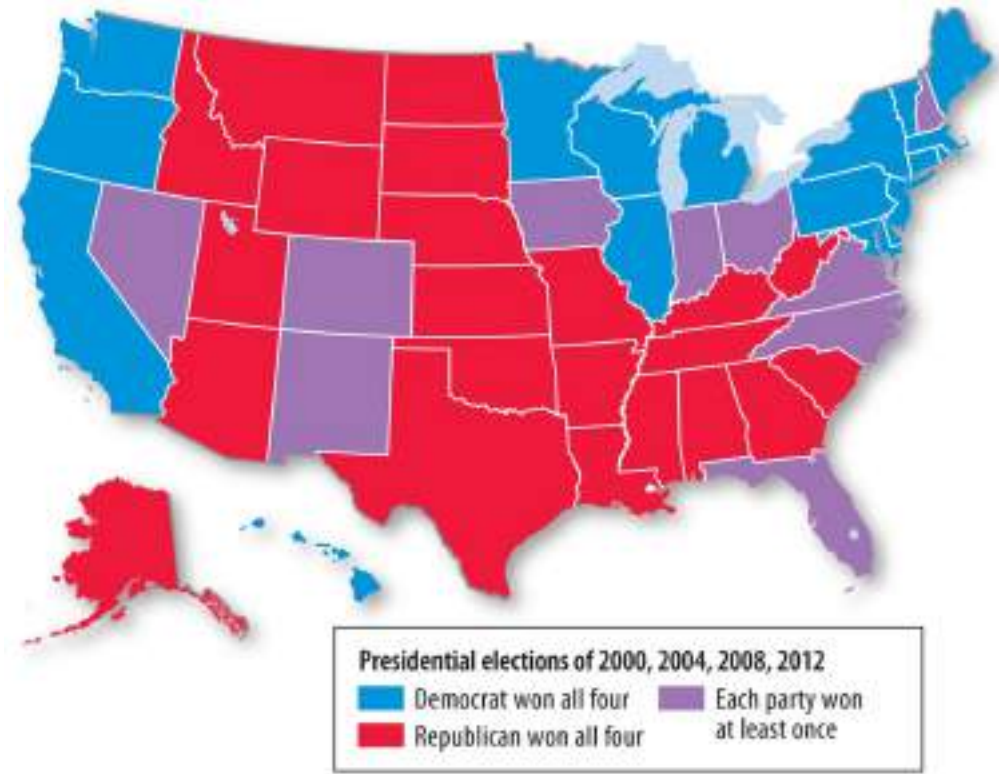 Presidential elections of 2000, 2004, 2008, 2012
Democrat won all four
Republican won all four
Each party won
at least once